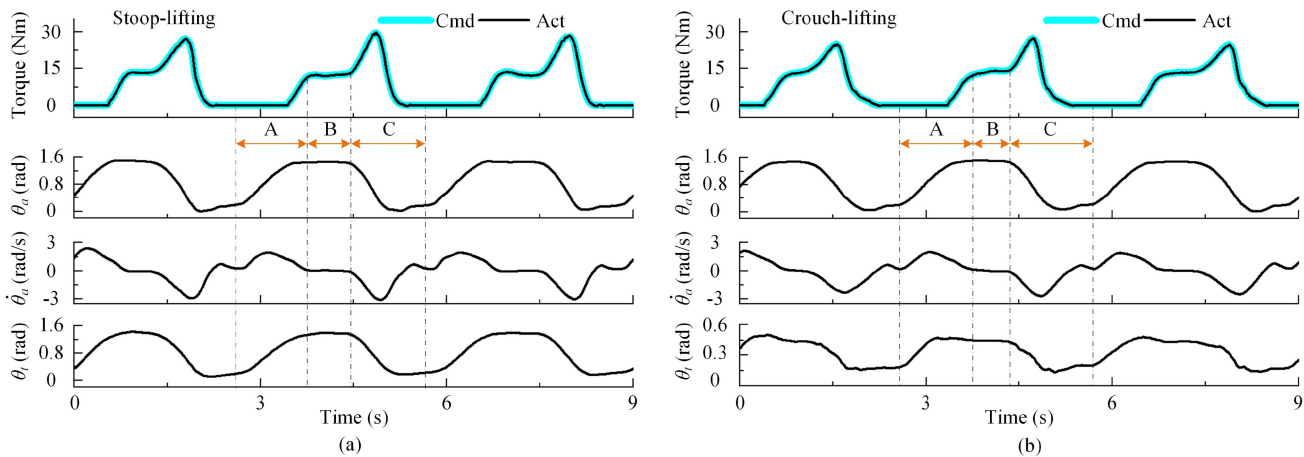 Stoop-lifting Cmd Act
Torque (Nm)
30
15
0
A B C
θa (rad)
1.6
0.8
0
θ̇a (rad/s)
3
0
-3
θt (rad)
1.6
0.8
0
0 3 6 9
Time (s)
(a)
Crouch-lifting Cmd Act
Torque (Nm)
30
15
0
A B C
θa (rad)
1.6
0.8
0
θ̇a (rad/s)
3
0
-3
θt (rad)
0.6
0.3
0
0 3 6 9
Time (s)
(b)